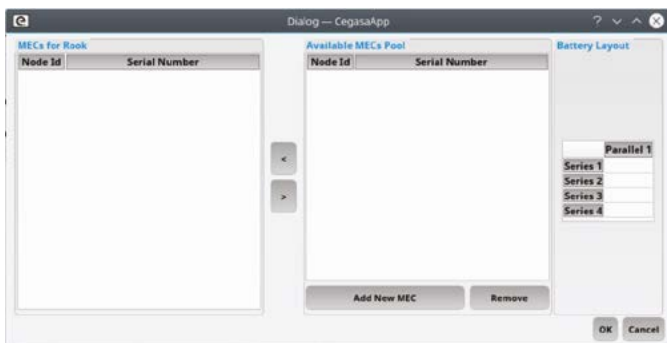 Dialog — CegasaApp
MECs for Rook
Node Id Serial Number
<
>
Available MECs Pool
Node Id Serial Number
Add New MEC Remove
Battery Layout
Parallel 1
Series 1
Series 2
Series 3
Series 4
OK Cancel